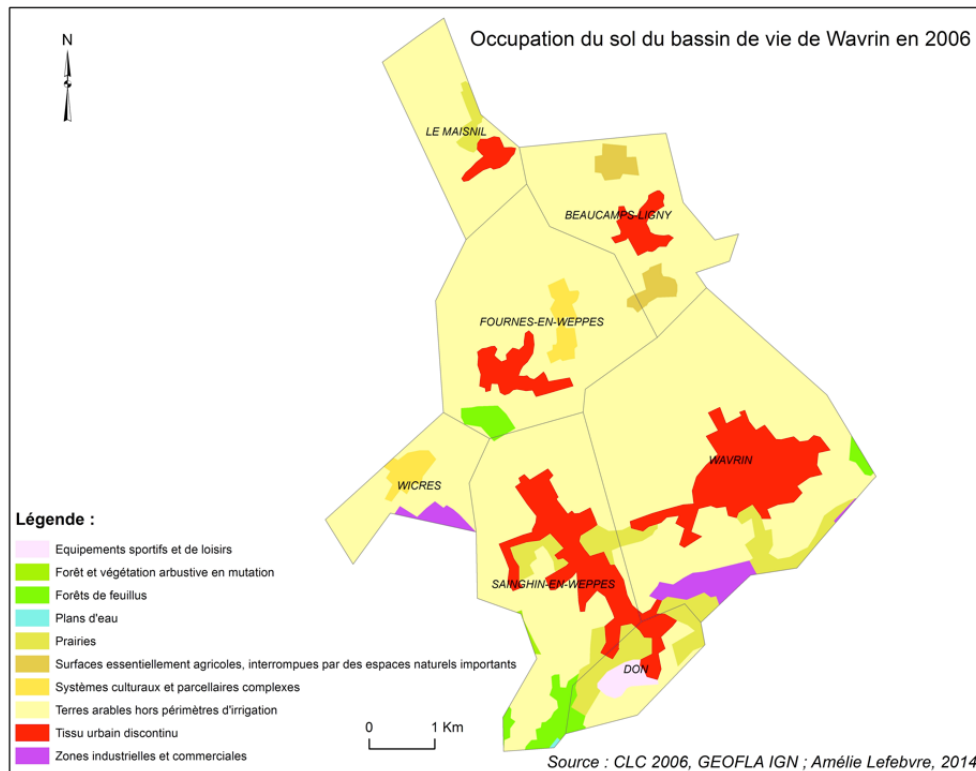 Occupation du sol du bassin de vie de Wavrin en 2006
N
LE MAISNIL
BEAUCAMPS-LIGNY
FOURNES-EN-WEPPES
WAVRIN
WICRES
SAINGHIN-EN-WEPPES
DON
Légende :
Equipements sportifs et de loisirs
Forêt et végétation arbustive en mutation
Forêts de feuillus
Plans d'eau
Prairies
Surfaces essentiellement agricoles, interrompues par des espaces naturels importants
Systèmes culturaux et parcellaires complexes
Terres arables hors périmètres d'irrigation
Tissu urbain discontinu
Zones industrielles et commerciales
0 1 Km
Source : CLC 2006, GEOFLA IGN ; Amélie Lefebvre, 2014